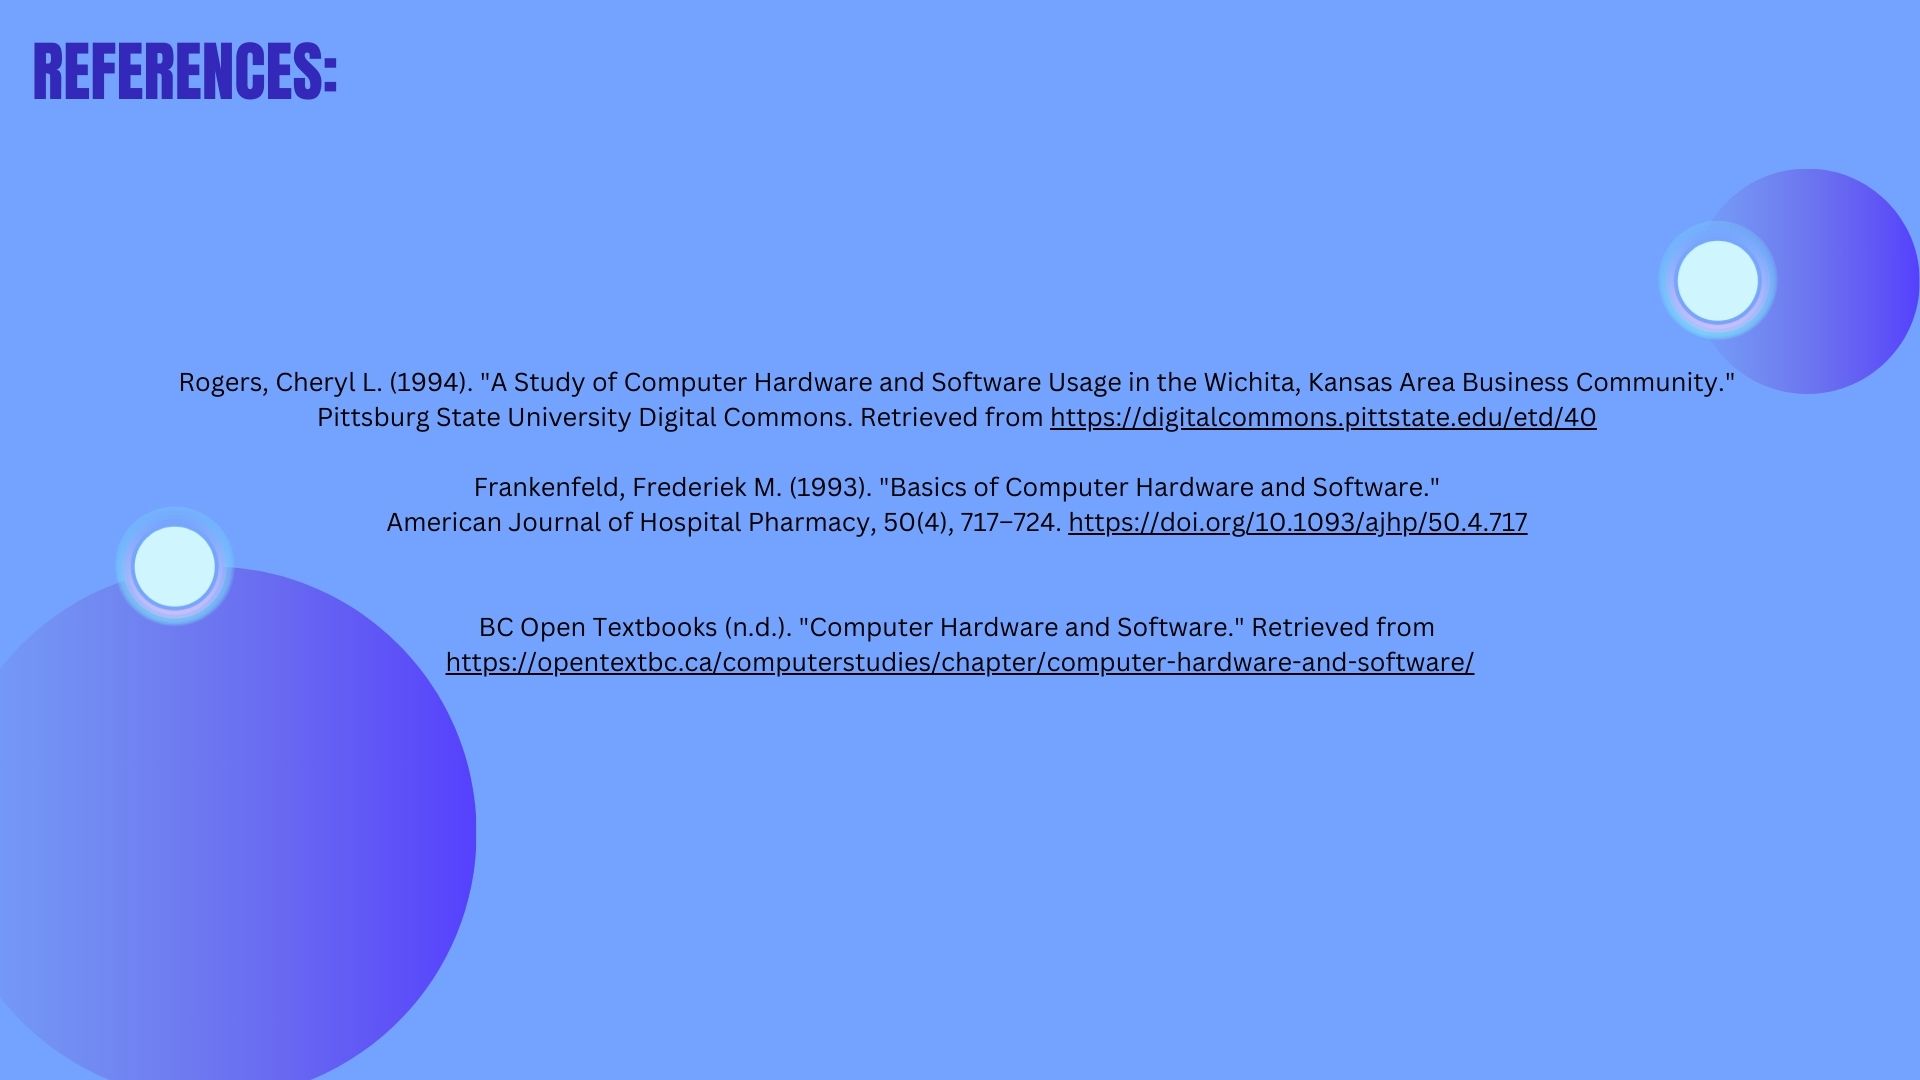 REFERENCES:
Rogers, Cheryl L. (1994). "A Study of Computer Hardware and Software Usage in the Wichita, Kansas Area Business Community."
Pittsburg State University Digital Commons. Retrieved from https://digitalcommons.pittstate.edu/etd/40
Frankenfeld, Frederiek M. (1993). "Basics of Computer Hardware and Software."
American Journal of Hospital Pharmacy, 50(4), 717–724. https://doi.org/10.1093/ajhp/50.4.717
BC Open Textbooks (n.d.). "Computer Hardware and Software." Retrieved from
https://opentextbc.ca/computerstudies/chapter/computer-hardware-and-software/